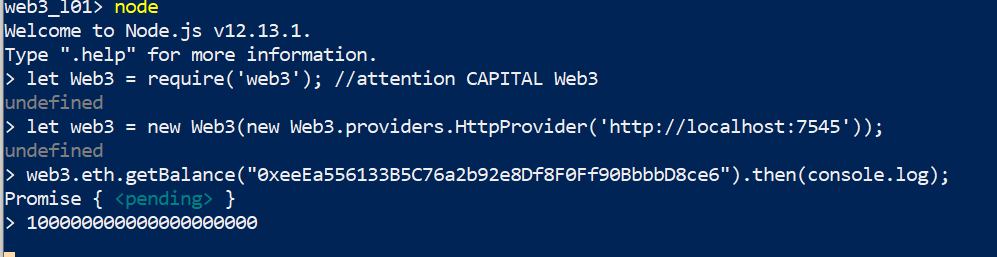 web3_l01> node
Welcome to Node.js v12.13.1.
Type ".help" for more information.
> let Web3 = require('web3'); //attention CAPITAL Web3
undefined
> let web3 = new Web3(new Web3.providers.HttpProvider('http://localhost:7545'));
undefined
> web3.eth.getBalance("0xeeEa556133B5C76a2b92e8Df8F0Ff90BbbbD8ce6").then(console.log);
Promise { <pending> }
> 100000000000000000000